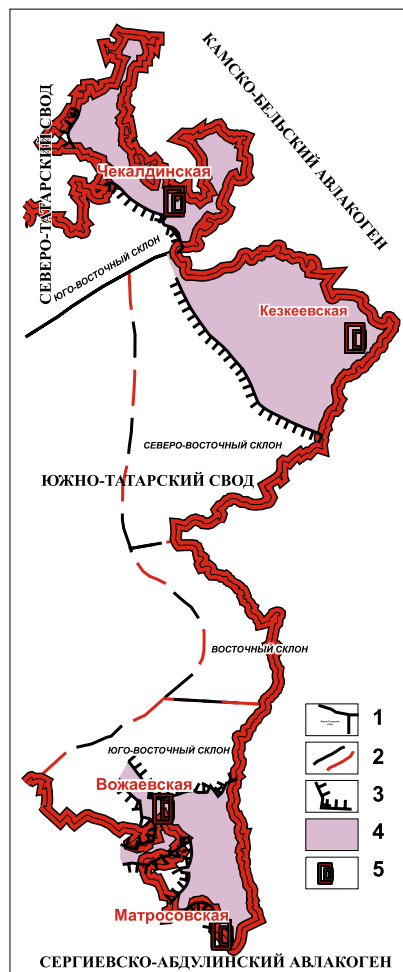 КАМСКО-БЕЛЬСКИЙ АВЛАКОГЕН
СЕВЕРО-ТАТАРСКИЙ СВОД
Чекалдинская
ЮГО-ВОСТОЧНЫЙ СКЛОН
Кезкеевская
СЕВЕРО-ВОСТОЧНЫЙ СКЛОН
ЮЖНО-ТАТАРСКИЙ СВОД
ВОСТОЧНЫЙ СКЛОН
1
ЮГО-ВОСТОЧНЫЙ СКЛОН
2
Вожаевская
3
4
5
Матросовская
СЕРГИЕВСКО-АБДУЛИНСКИЙ АВЛАКОГЕН